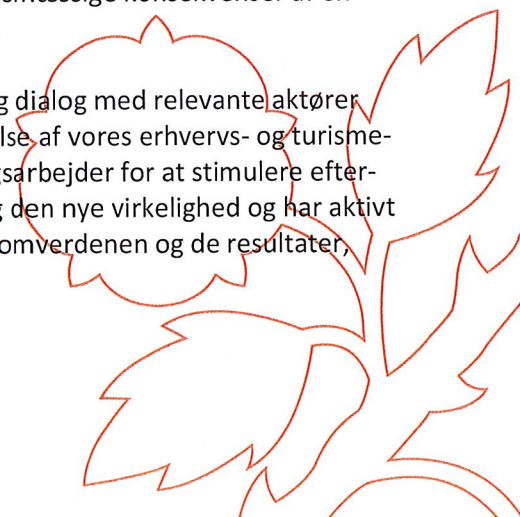 g dialog med relevante aktører
lse af vores erhvervs- og turisme-
gsarbejder for at stimulere efter-
g den nye virkelighed og har aktivt
omverdenen og de resultater,